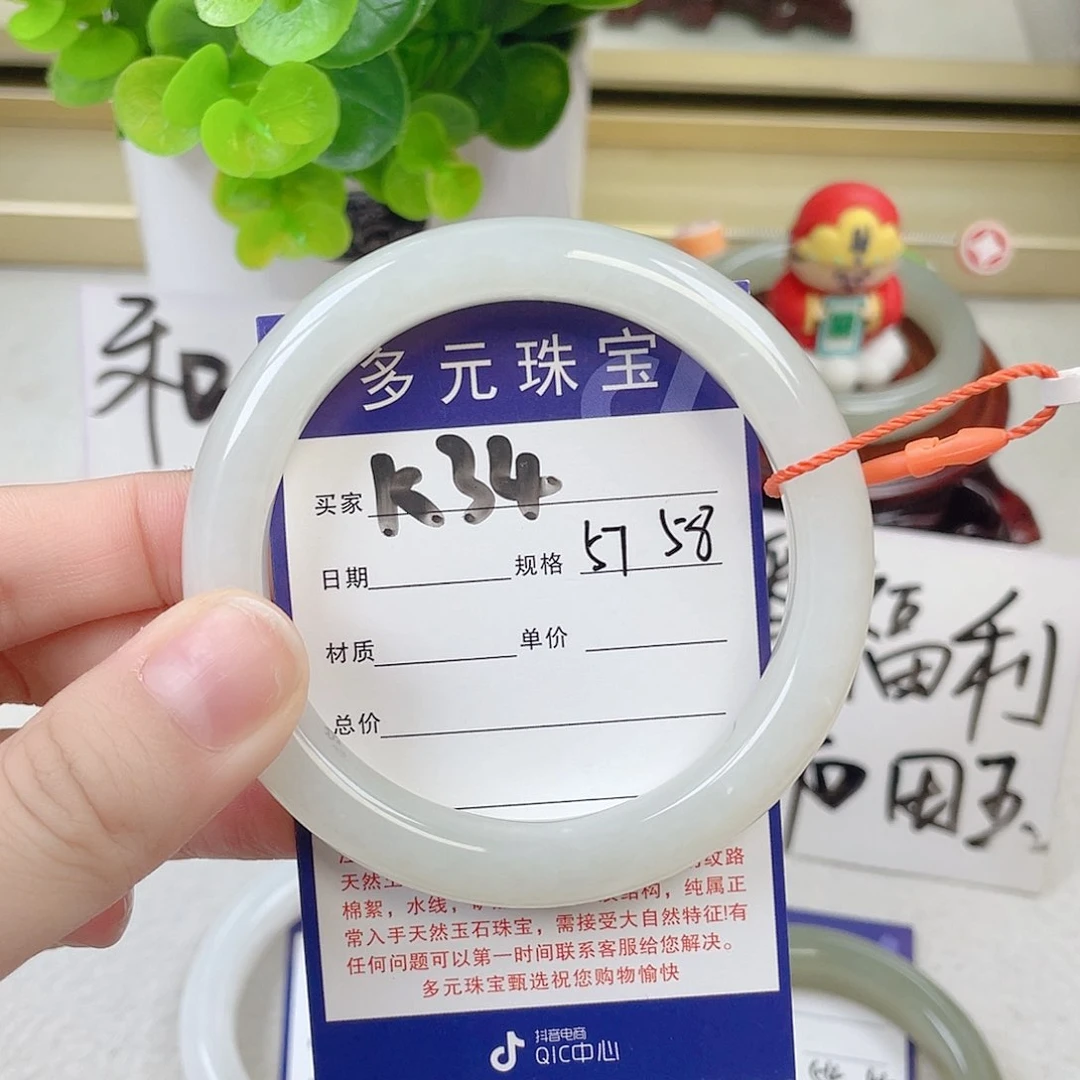 多元珠宝
和
买家 K34
日期 规格 57 58
材质 单价
总价
福利
和田玉
纹路
天然
棉絮，水线，结构，纯属正
常入手天然玉石珠宝，需接受大自然特征!有
任何问题可以第一时间联系客服给您解决。
多元珠宝甄选祝您购物愉快
抖音电商
QIC中心